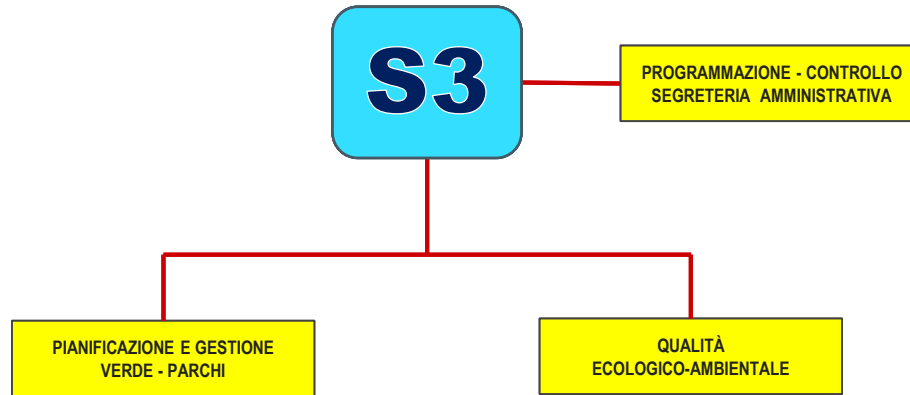 S3
PROGRAMMAZIONE - CONTROLLO
SEGRETERIA AMMINISTRATIVA
PIANIFICAZIONE E GESTIONE
VERDE - PARCHI
QUALITÀ
ECOLOGICO-AMBIENTALE